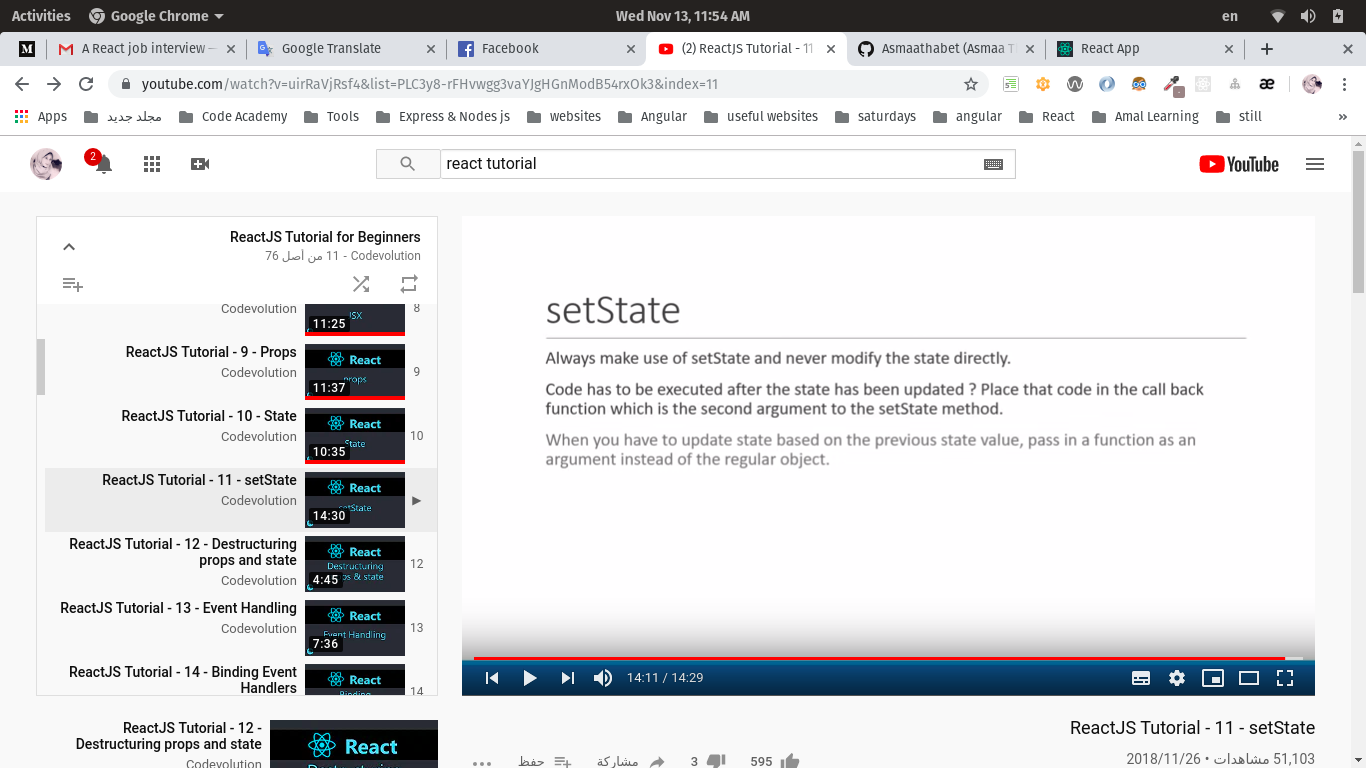 Activities
Google Chrome
Wed Nov 13, 11:54 AM
en
M
A React job interview —
Google Translate
Facebook
(2) ReactJS Tutorial - 11
Asmaathabet (Asmaa T
React App
youtube.com/watch?v=uirRaVjRsf4&list=PLC3y8-rFHvwgg3vaYJgHGnModB54rxOk3&index=11
Apps
مجلد جديد
Code Academy
Tools
Express & Nodes js
websites
Angular
useful websites
saturdays
angular
React
Amal Learning
still
»
2
react tutorial
YouTube
ReactJS Tutorial for Beginners
Codevolution - 11 من أصل 76
Codevolution
JSX
11:25
8
ReactJS Tutorial - 9 - Props
Codevolution
React
props
11:37
9
ReactJS Tutorial - 10 - State
Codevolution
React
State
10:35
10
ReactJS Tutorial - 11 - setState
Codevolution
React
setState
14:30
ReactJS Tutorial - 12 - Destructuring
props and state
Codevolution
React
Destructuring
props & state
4:45
12
ReactJS Tutorial - 13 - Event Handling
Codevolution
React
Event Handling
7:36
13
ReactJS Tutorial - 14 - Binding Event
Handlers
React
Binding
14
setState
Always make use of setState and never modify the state directly.
Code has to be executed after the state has been updated ? Place that code in the call back
function which is the second argument to the setState method.
When you have to update state based on the previous state value, pass in a function as an
argument instead of the regular object.
14:11 / 14:29
ReactJS Tutorial - 12 -
Destructuring props and state
Codevolution
React
Destructuring
ReactJS Tutorial - 11 - setState
51,103 مشاهدات • 2018/11/26
595
3
مشاركة
حفظ